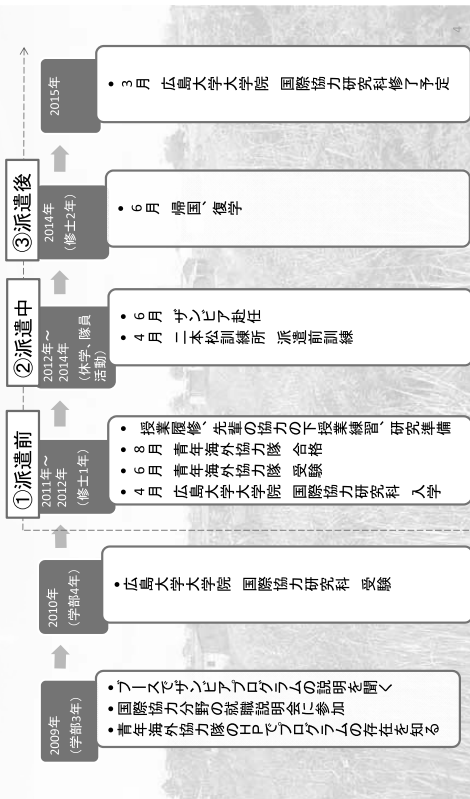 ①派遣前
②派遣中
③派遣後
2009年
(学部3年)
• 青年海外協力隊のHPでプログラムの存在を知る
• 国際協力分野の就職説明会に参加
• ブースでザンビアプログラムの説明を聞く
2010年
(学部4年)
• 広島大学大学院　国際協力研究科　受験
2011年～
2012年
(修士1年)
• 4月　広島大学大学院　国際協力研究科　入学
• 6月　青年海外協力隊　受験
• 8月　青年海外協力隊　合格
• 授業履修、先輩の協力の下授業練習、研究準備
2012年～
2014年
(休学、隊員
活動)
• 4月　二本松訓練所　派遣前訓練
• 6月　ザンビア赴任
2014年
(修士2年)
• 6月　帰国、復学
2015年
• 3月　広島大学大学院　国際協力研究科修了予定
4